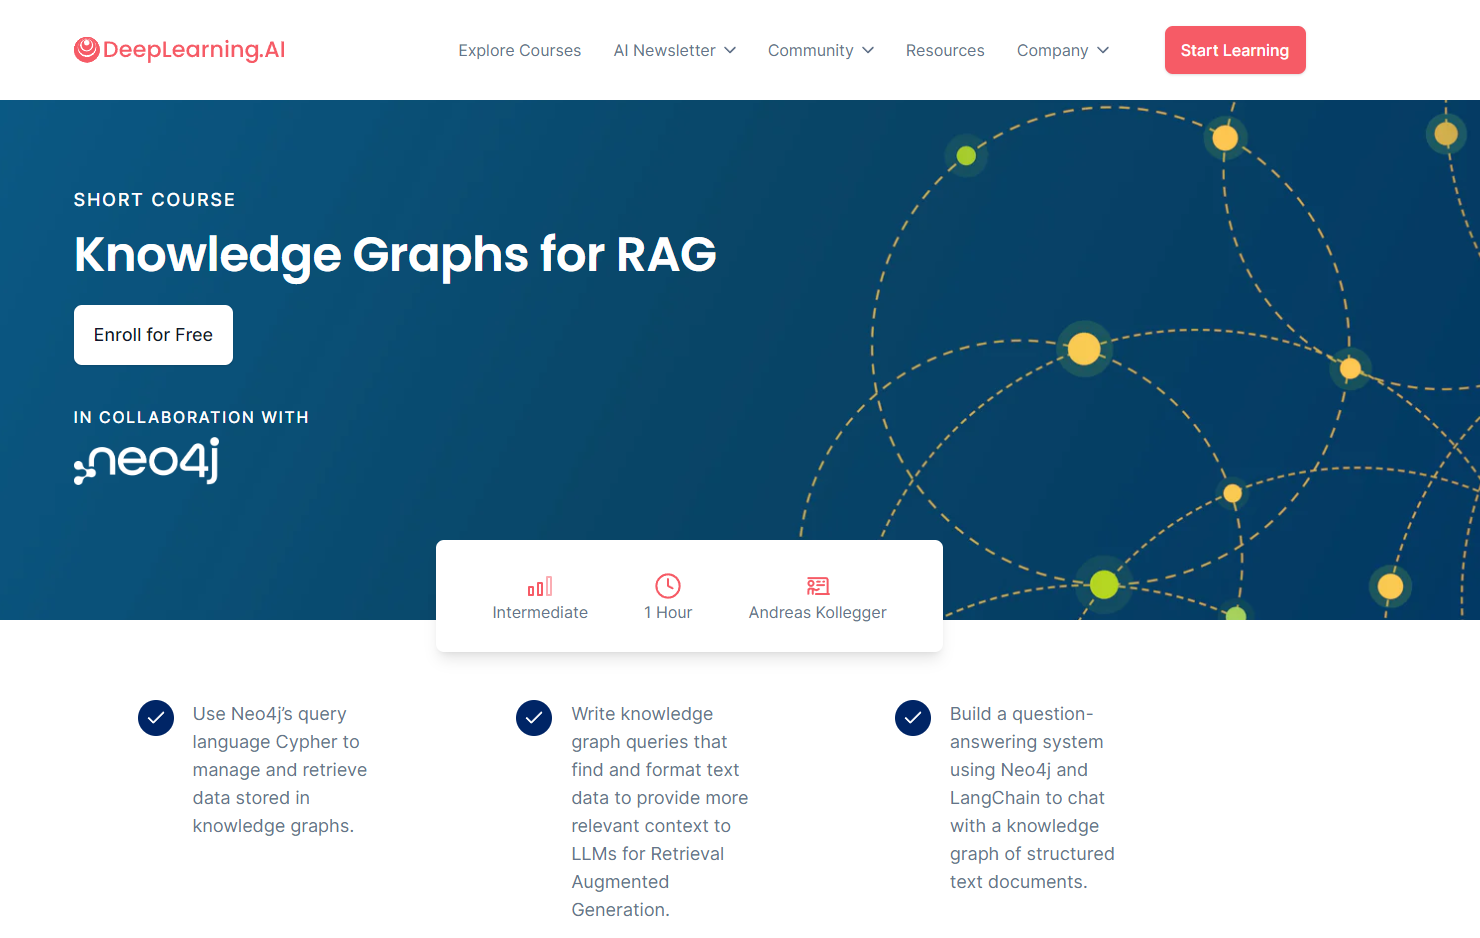 DeepLearning.AI
Explore Courses
AI Newsletter
Community
Resources
Company
Start Learning
SHORT COURSE
Knowledge Graphs for RAG
Enroll for Free
IN COLLABORATION WITH
neo4j
Intermediate
1 Hour
Andreas Kollegger
Use Neo4j’s query
language Cypher to
manage and retrieve
data stored in
knowledge graphs.
Write knowledge
graph queries that
find and format text
data to provide more
relevant context to
LLMs for Retrieval
Augmented
Generation.
Build a question-
answering system
using Neo4j and
LangChain to chat
with a knowledge
graph of structured
text documents.